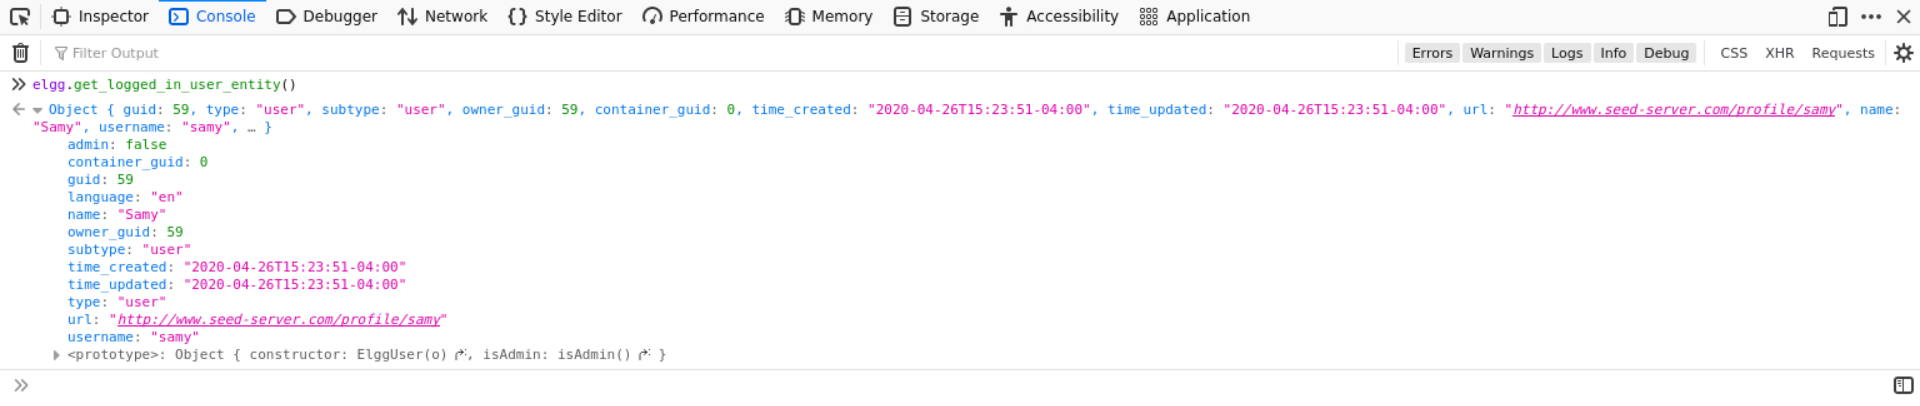 Inspector Console Debugger Network Style Editor Performance Memory Storage Accessibility Application
Filter Output Errors Warnings Logs Info Debug CSS XHR Requests
elgg.get_logged_in_user_entity()
Object { guid: 59, type: "user", subtype: "user", owner_guid: 59, container_guid: 0, time_created: "2020-04-26T15:23:51-04:00", time_updated: "2020-04-26T15:23:51-04:00", url: "http://www.seed-server.com/profile/samy", name:
"Samy", username: "samy", … }
admin: false
container_guid: 0
guid: 59
language: "en"
name: "Samy"
owner_guid: 59
subtype: "user"
time_created: "2020-04-26T15:23:51-04:00"
time_updated: "2020-04-26T15:23:51-04:00"
type: "user"
url: "http://www.seed-server.com/profile/samy"
username: "samy"
<prototype>: Object { constructor: ElggUser(o), isAdmin: isAdmin() }